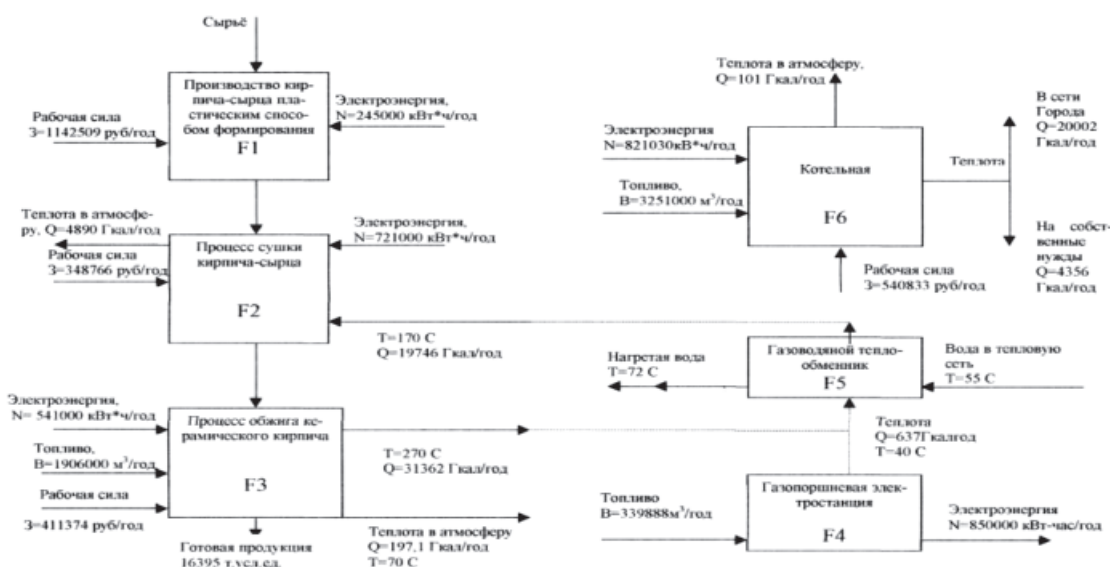 Сырьё
Производство кир-
пича-сырца пла-
стическим спосо-
бом формирования
F1
Рабочая сила
З=1142509 руб/год
Электроэнергия,
N=245000 кВт*ч/год
Теплота в атмосфе-
ру, Q=4890 Гкал/год
Рабочая сила
З=348766 руб/год
Процесс сушки
кирпича-сырца
F2
Электроэнергия,
N=721000 кВт*ч/год
T=170 С
Q=19746 Гкал/год
Электроэнергия,
N= 541000 кВт*ч/год
Топливо,
В=1906000 м³/год
Рабочая сила
З=411374 руб/год
Процесс обжига ке-
рамического кирпича
F3
T=270 С
Q=31362 Гкал/год
Готовая продукция
16395 т.усл.ед.
Теплота в атмосферу
Q=197,1 Гкал/год
T=70 С
Теплота в атмосферу,
Q=101 Гкал/год
Электроэнергия
N=821030кВ*ч/год
Топливо,
В=3251000 м³/год
Котельная
F6
Рабочая сила
З=540833 руб/год
Теплота
В сети
Города
Q=20002
Гкал/год
На собст-
венные
нужды
Q=4356
Гкал/год
Нагретая вода
T=72 С
Газоводяной тепло-
обменник
F5
Вода в тепловую
сеть
T=55 С
Теплота
Q=637Гкалгод
T=40 С
Топливо
В=339888м³/год
Газопоршневая элек-
тростанция
F4
Электроэнергия
N=850000 кВт-час/год